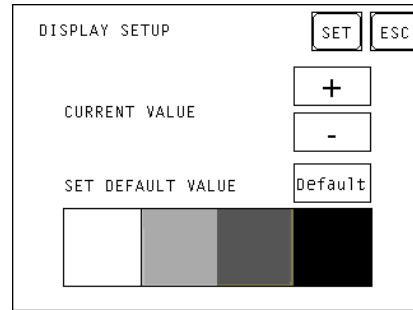 DISPLAY SETUP SET ESC
+
CURRENT VALUE
-
SET DEFAULT VALUE Default